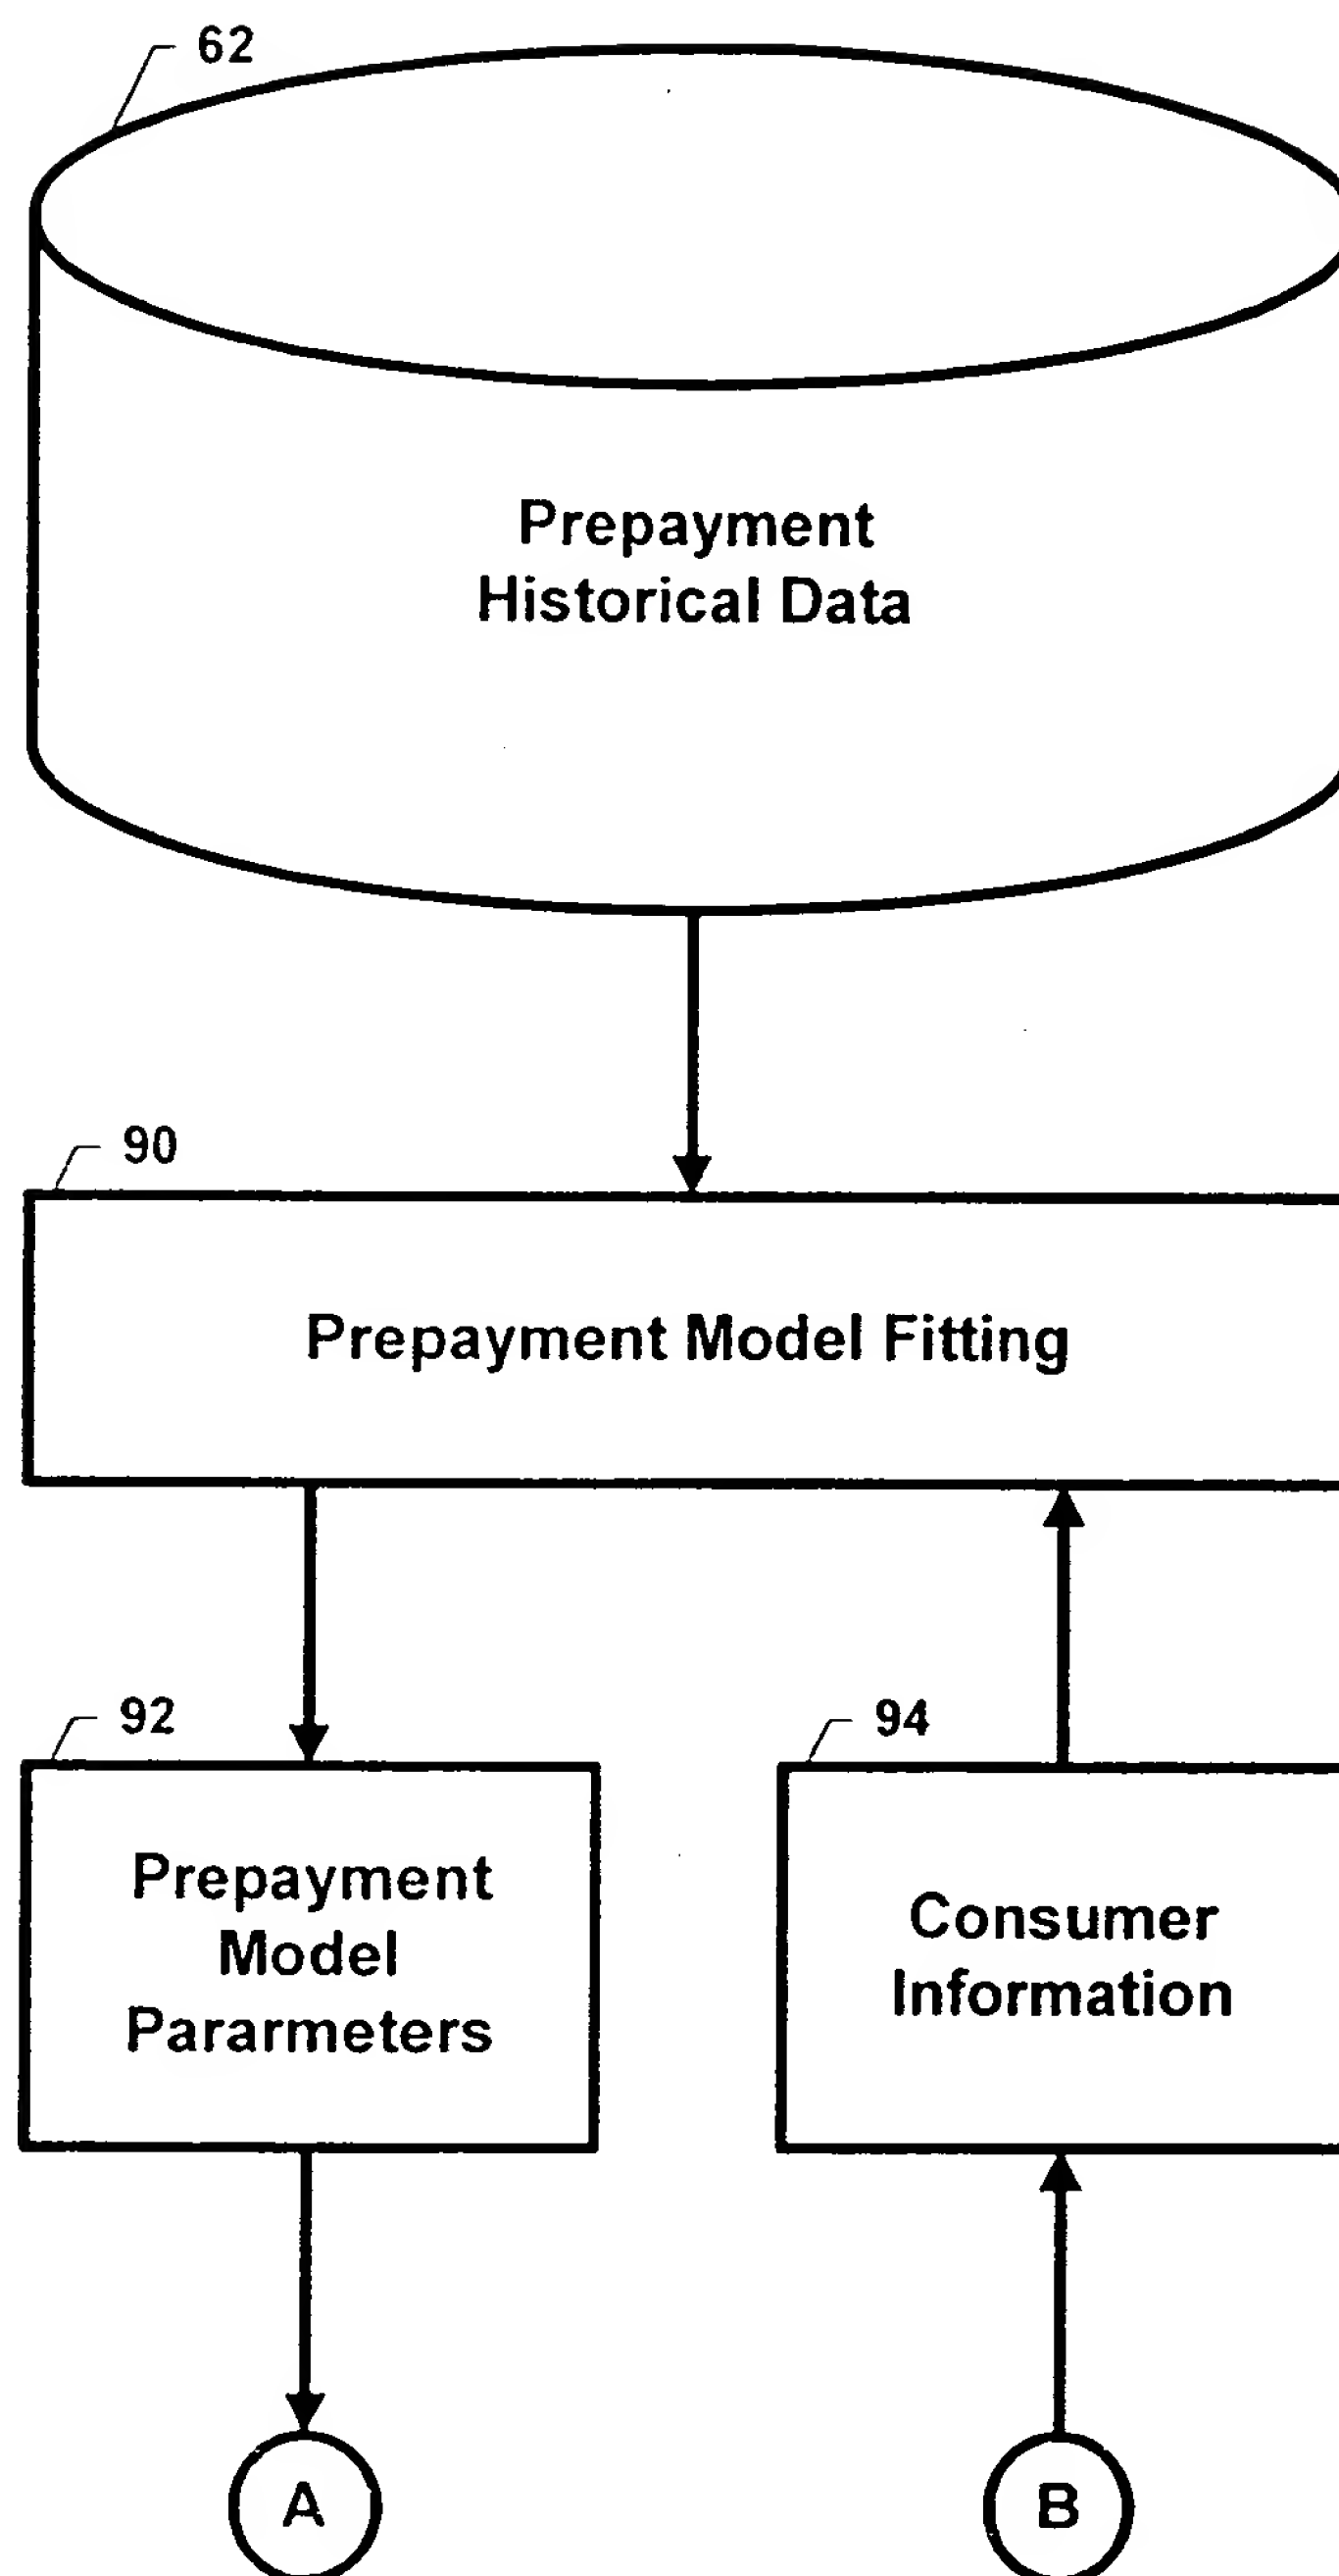 62
Prepayment
Historical Data
90
Prepayment Model Fitting
92
Prepayment
Model
Pararmeters
94
Consumer
Information
A
B